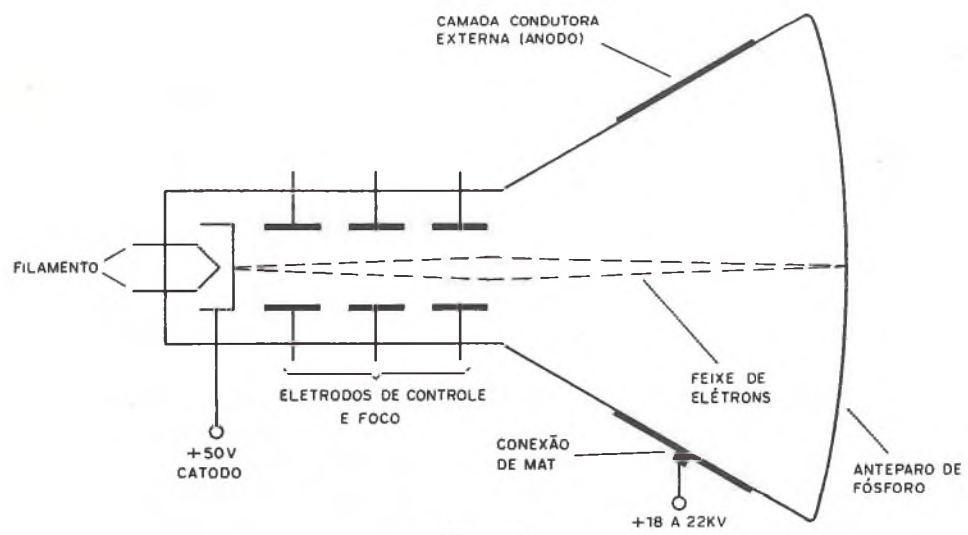 CAMADA CONDUTORA
EXTERNA (ANODO)
FILAMENTO
ELETRODOS DE CONTROLE
E FOCO
FEIXE DE
ELÉTRONS
+50V
CATODO
CONEXÃO
DE MAT
ANTEPARO DE
FÓSFORO
+18 A 22KV